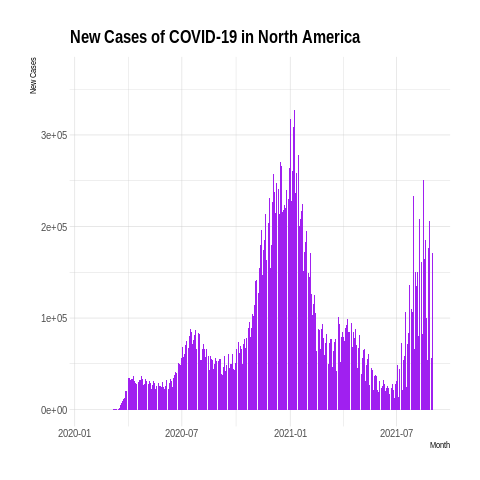 New Cases of COVID-19 in North America
New Cases
3e+05
2e+05
1e+05
0e+00
2020-01
2020-07
2021-01
2021-07
Month